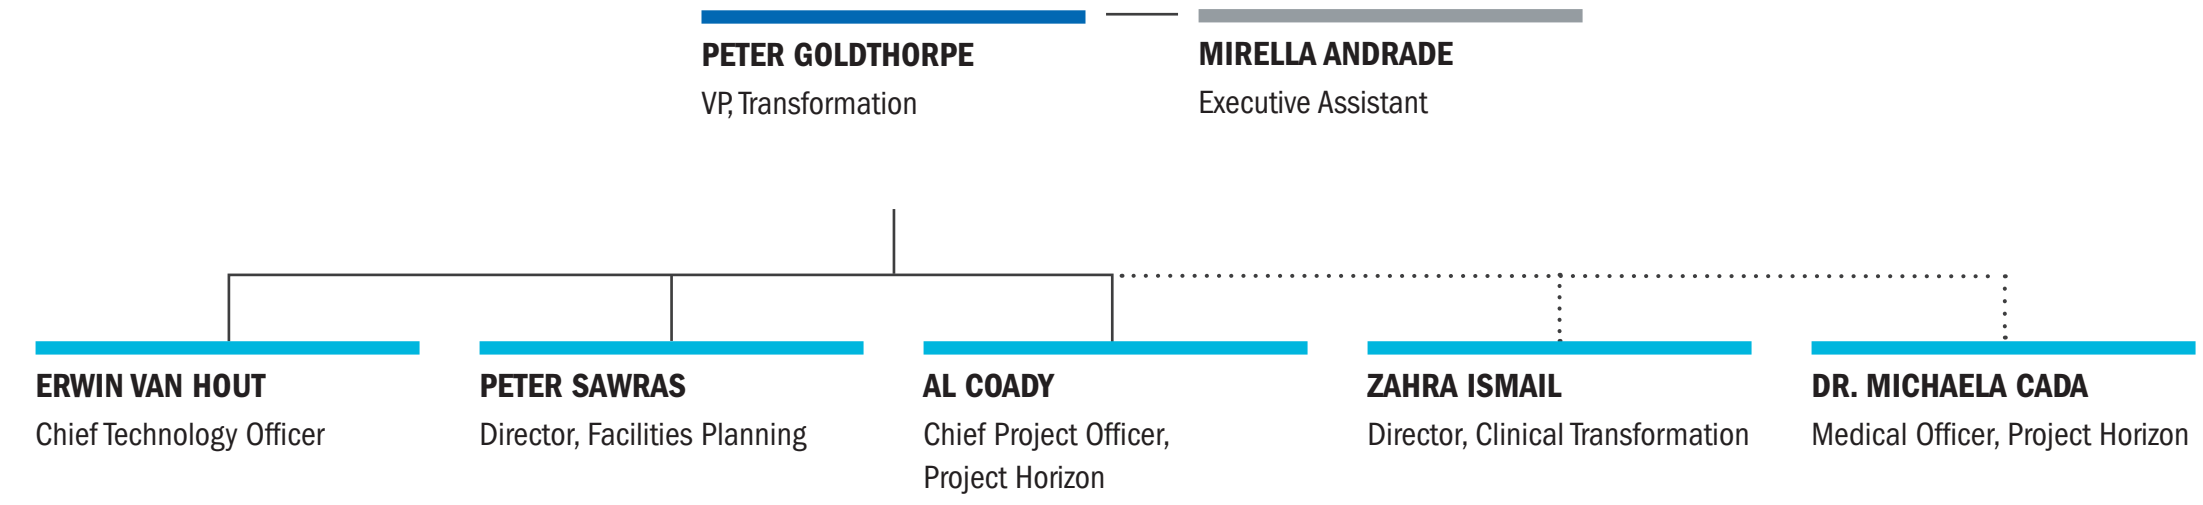 PETER GOLDTHORPE
VP, Transformation
MIRELLA ANDRADE
Executive Assistant
ERWIN VAN HOUT
Chief Technology Officer
PETER SAWRAS
Director, Facilities Planning
AL COADY
Chief Project Officer,
Project Horizon
ZAHRA ISMAIL
Director, Clinical Transformation
DR. MICHAELA CADA
Medical Officer, Project Horizon